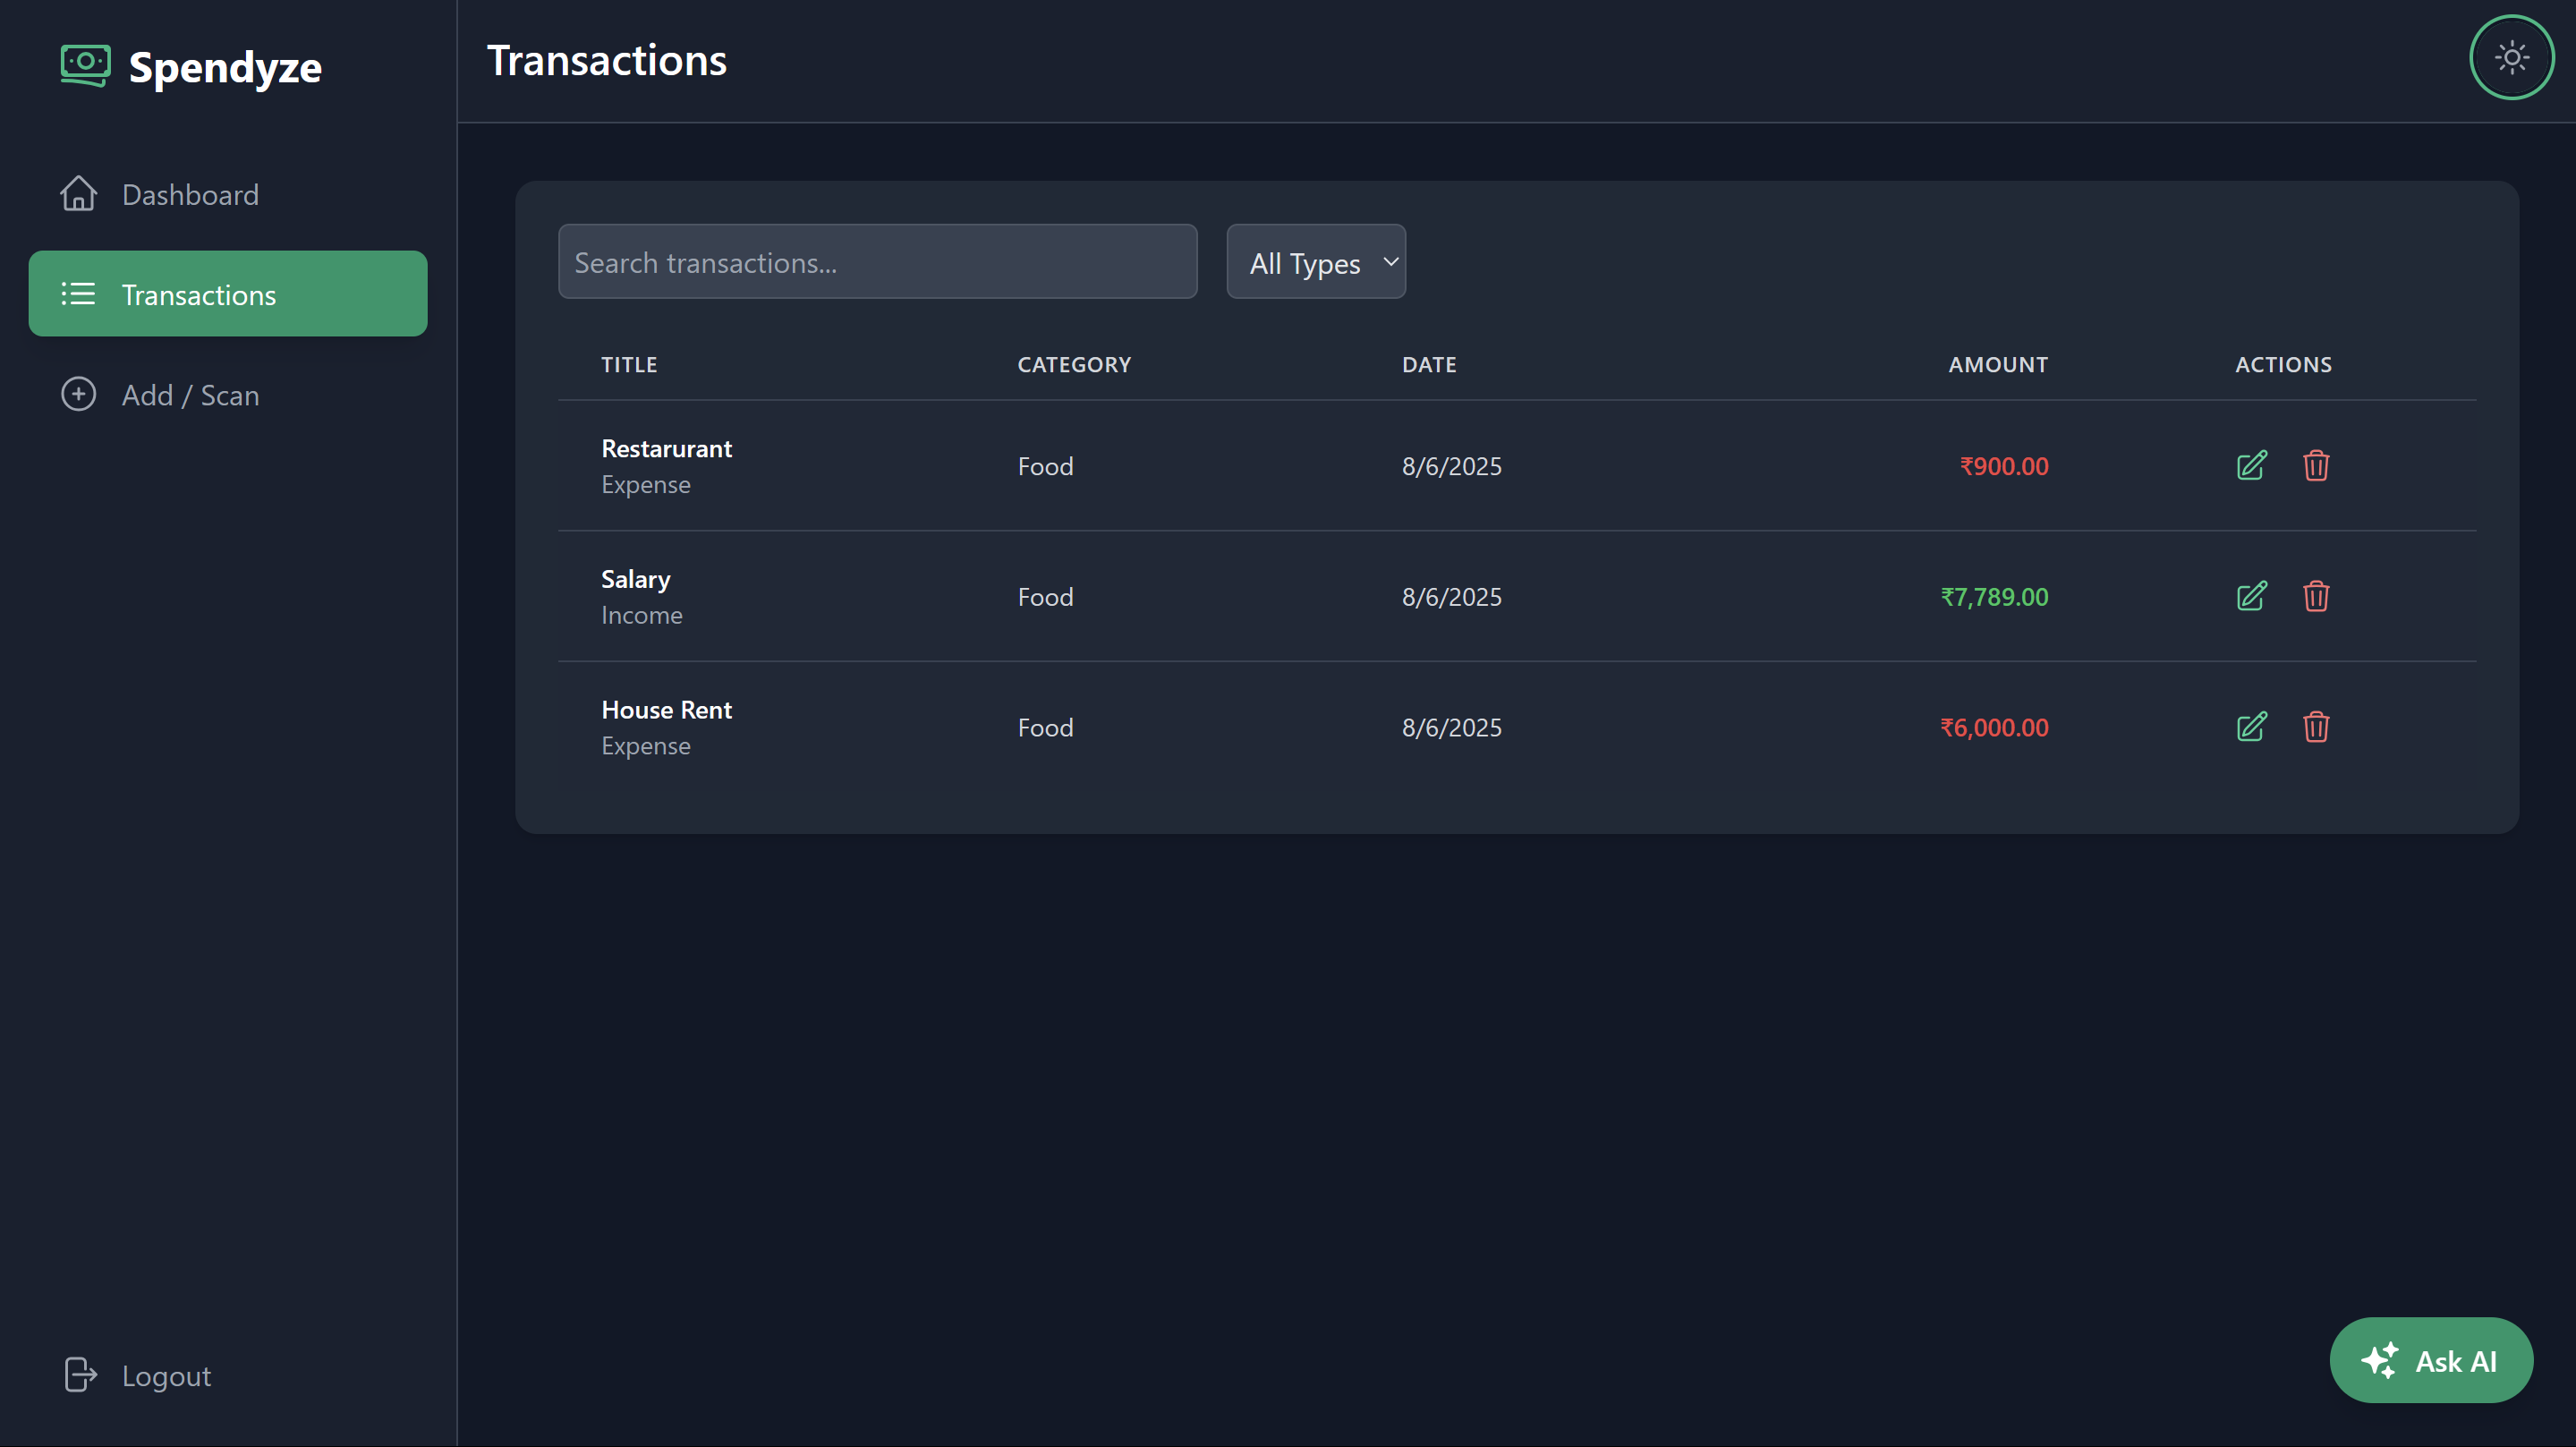 Spendyze
Transactions
Dashboard
Transactions
Add / Scan
Logout
Search transactions...
All Types
TITLE CATEGORY DATE AMOUNT ACTIONS
Restarurant
Expense
Food 8/6/2025 ₹900.00
Salary
Income
Food 8/6/2025 ₹7,789.00
House Rent
Expense
Food 8/6/2025 ₹6,000.00
Ask AI